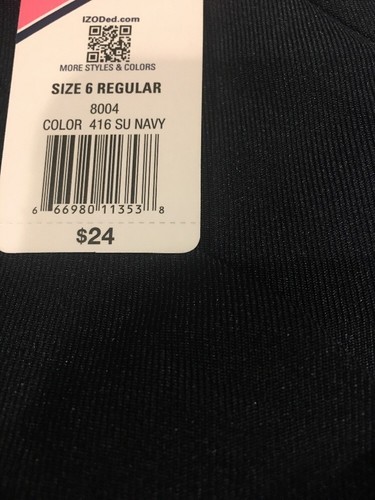 IZODed.com
MORE STYLES & COLORS
SIZE 6 REGULAR
8004
COLOR 416 SU NAVY
6 66980 11353 8
$24